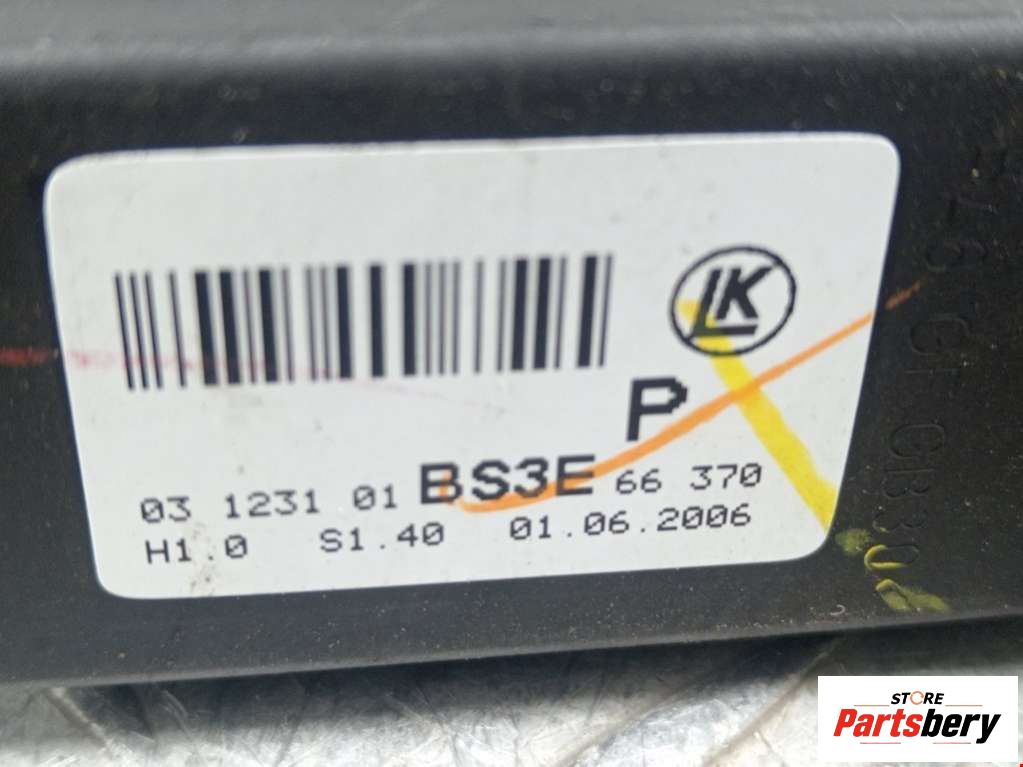 LK
P
03 1231 01 BS3E 66 370
H1.0 S1.40 01.06.2006
STORE
Partsbery